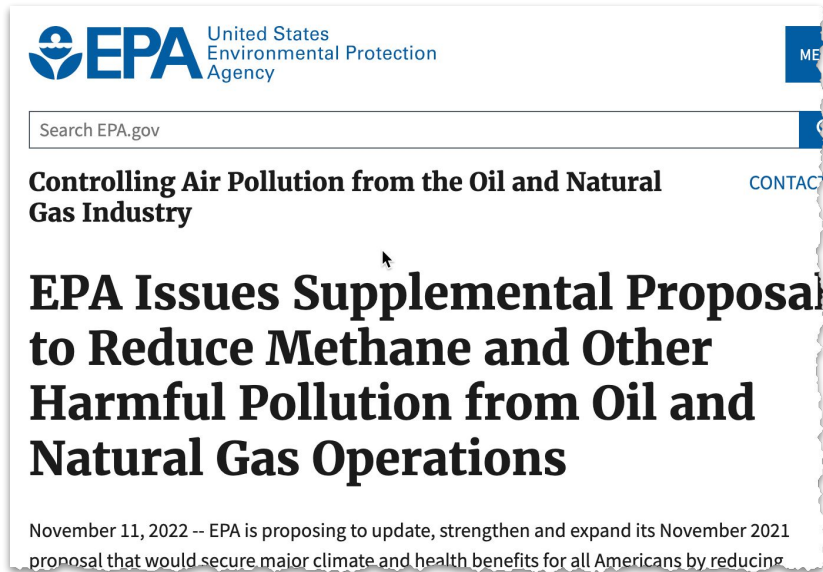 EPA
United States
Environmental Protection
Agency
Search EPA.gov
Controlling Air Pollution from the Oil and Natural
Gas Industry
CONTACT
EPA Issues Supplemental Proposal
to Reduce Methane and Other
Harmful Pollution from Oil and
Natural Gas Operations
November 11, 2022 -- EPA is proposing to update, strengthen and expand its November 2021
proposal that would secure major climate and health benefits for all Americans by reducing